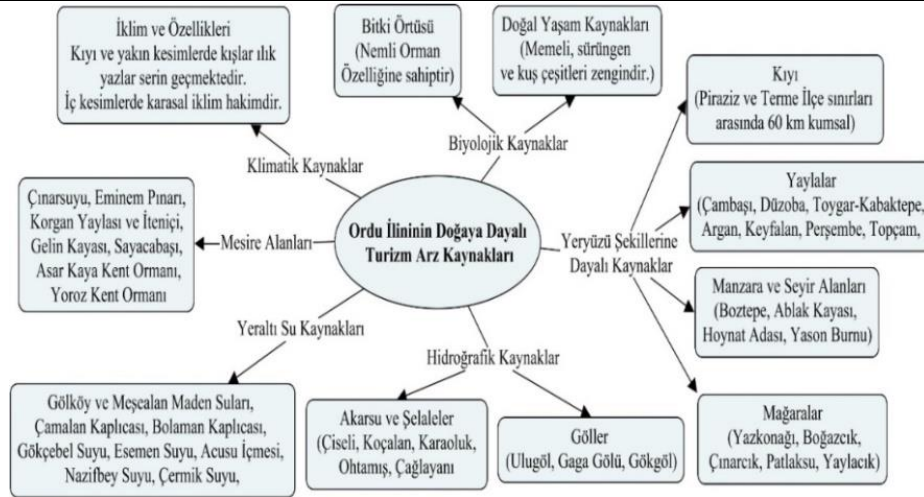 İklim ve Özellikleri
Kıyı ve yakın kesimlerde kışlar ılık
yazlar serin geçmektedir.
İç kesimlerde karasal iklim hakimdir.
Bitki Örtüsü
(Nemli Orman
Özelliğine sahiptir)
Doğal Yaşam Kaynakları
(Memeli, sürüngen
ve kuş çeşitleri zengindir.)
Kıyı
(Piraziz ve Terme İlçe sınırları
arasında 60 km kumsal)
Klimatik Kaynaklar
Biyolojik Kaynaklar
Çınarsuyu, Eminem Pınarı,
Korgan Yaylası ve İteniçi,
Gelin Kayası, Sayacabaşı,
Asar Kaya Kent Ormanı,
Yoroz Kent Ormanı
Mesire Alanları
Ordu İlininin Doğaya Dayalı
Turizm Arz Kaynakları
Yeryüzü Şekillerine
Dayalı Kaynaklar
Yaylalar
(Çambaşı, Düzoba, Toygar-Kabaktepe,
Argan, Keyfalan, Perşembe, Topçam,
Manzara ve Seyir Alanları
(Boztepe, Ablak Kayası,
Hoynat Adası, Yason Burnu)
Yeraltı Su Kaynakları
Hidroğrafik Kaynaklar
Gölköy ve Meşcalan Maden Suları,
Çamalan Kaplıcası, Bolaman Kaplıcası,
Gökçebel Suyu, Esemen Suyu, Acusu İçmesi,
Nazifbey Suyu, Çermik Suyu,
Akarsu ve Şelaleler
(Çiseli, Koçalan, Karaoluk,
Ohtamış, Çağlayanı
Göller
(Ulugöl, Gaga Gölü, Gökgöl)
Mağaralar
(Yazkonağı, Boğazcık,
Çınarcık, Patlaksu, Yaylacık)